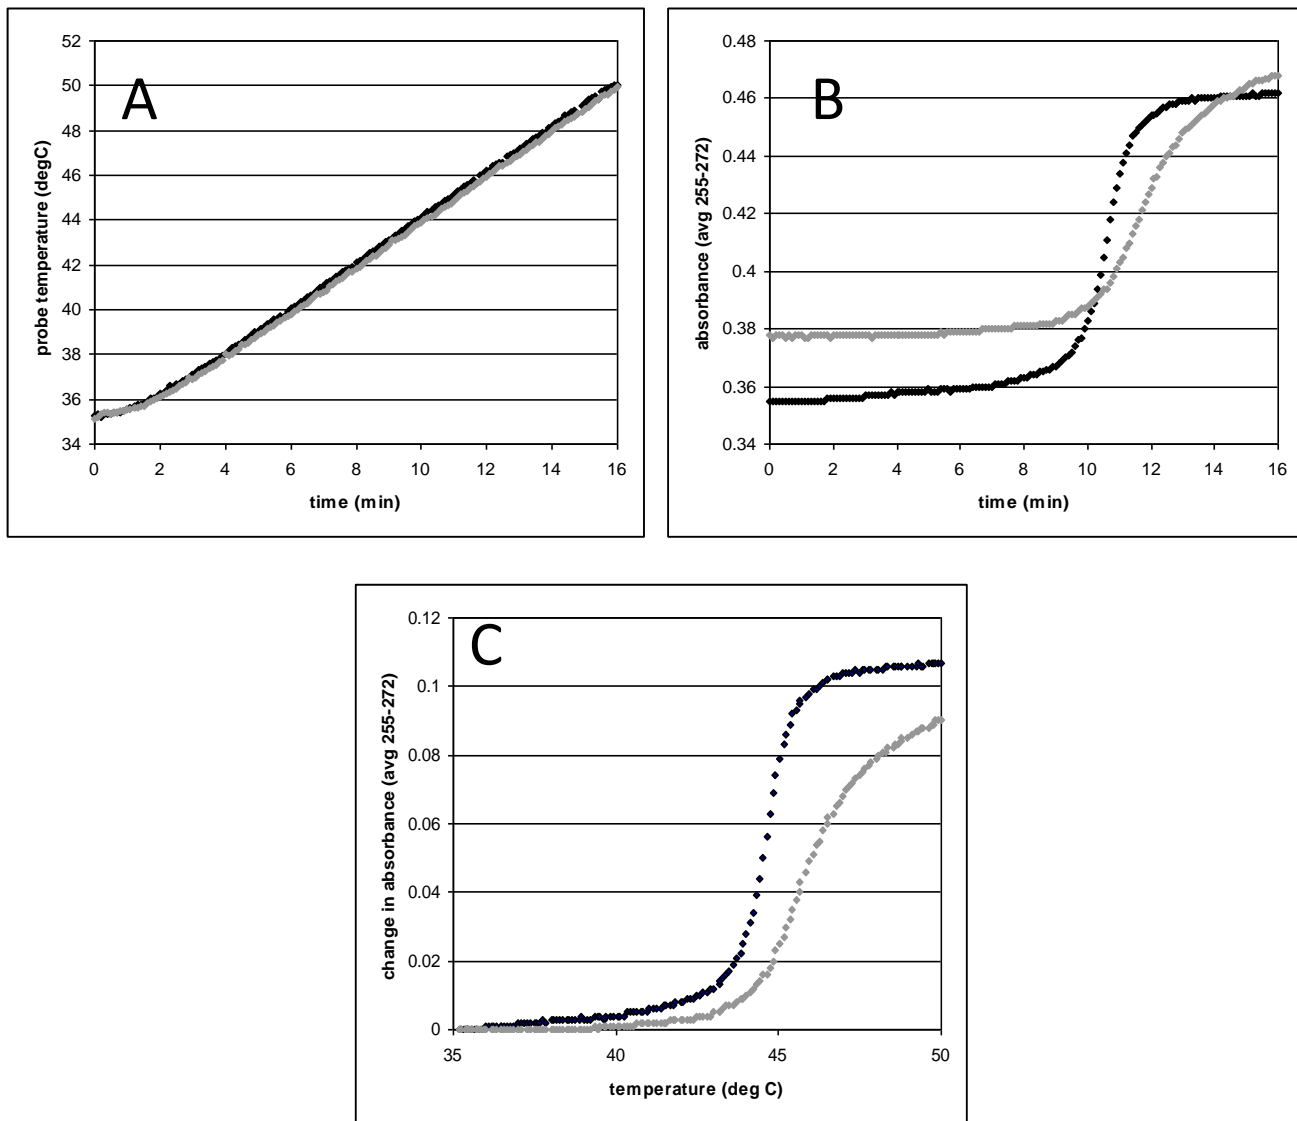 A
probe temperature (degC)
52
50
48
46
44
42
40
38
36
34
0 2 4 6 8 10 12 14 16
time (min)
B
absorbance (avg 255-272)
0.48
0.46
0.44
0.42
0.4
0.38
0.36
0.34
0 2 4 6 8 10 12 14 16
time (min)
C
change in absorbance (avg 255-272)
0.12
0.1
0.08
0.06
0.04
0.02
0
35 40 45 50
temperature (deg C)